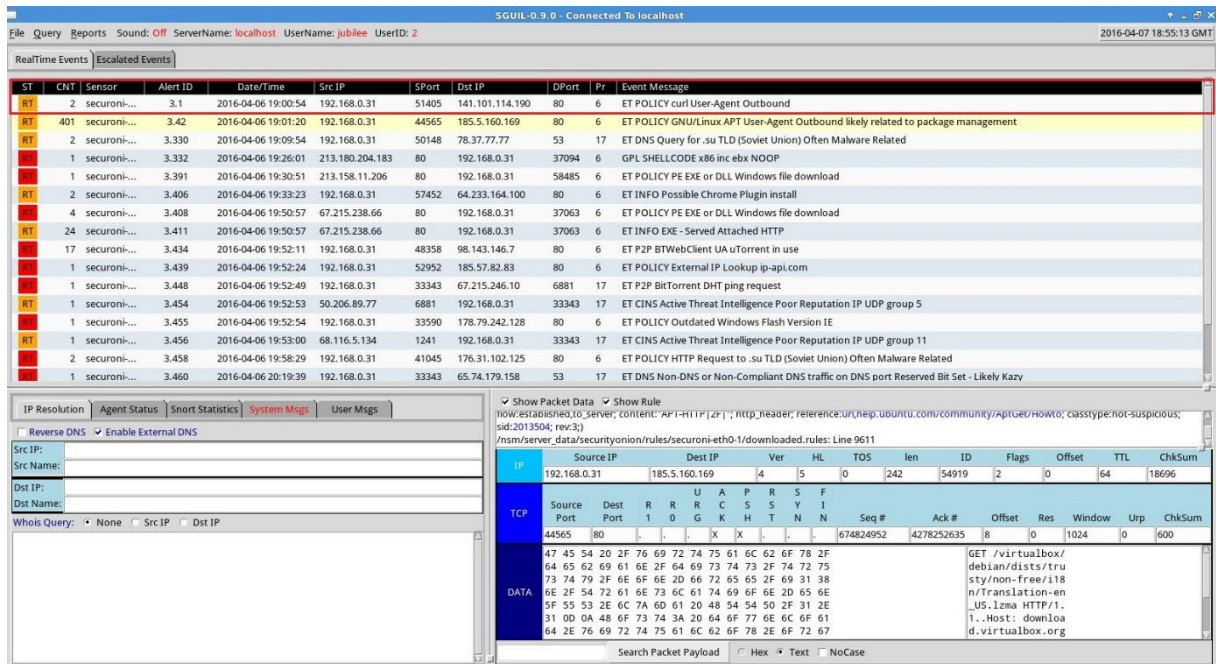 SGUIL-0.9.0 - Connected To localhost
File Query Reports Sound: Off ServerName: localhost UserName: jubilee UserID: 2 2016-04-07 18:55:13 GMT
RealTime Events Escalated Events
ST CNT Sensor Alert ID Date/Time Src IP SPort Dst IP DPort Pr Event Message
RT 2 securoni-... 3.1 2016-04-06 19:00:54 192.168.0.31 51405 141.101.114.190 80 6 ET POLICY curl User-Agent Outbound
RT 401 securoni-... 3.42 2016-04-06 19:01:20 192.168.0.31 44565 185.5.160.169 80 6 ET POLICY GNU/Linux APT User-Agent Outbound likely related to package management
RT 2 securoni-... 3.330 2016-04-06 19:09:54 192.168.0.31 50148 78.37.77.77 53 17 ET DNS Query for .su TLD (Soviet Union) Often Malware Related
RT 1 securoni-... 3.332 2016-04-06 19:26:01 213.180.204.183 80 192.168.0.31 37094 6 GPL SHELLCODE x86 inc ebx NOOP
RT 1 securoni-... 3.391 2016-04-06 19:30:51 213.158.11.206 80 192.168.0.31 58485 6 ET POLICY PE EXE or DLL Windows file download
RT 2 securoni-... 3.406 2016-04-06 19:33:23 192.168.0.31 57452 64.233.164.100 80 6 ET INFO Possible Chrome Plugin install
RT 4 securoni-... 3.408 2016-04-06 19:50:57 67.215.238.66 80 192.168.0.31 37063 6 ET POLICY PE EXE or DLL Windows file download
RT 24 securoni-... 3.411 2016-04-06 19:50:57 67.215.238.66 80 192.168.0.31 37063 6 ET INFO EXE - Served Attached HTTP
RT 17 securoni-... 3.434 2016-04-06 19:52:11 192.168.0.31 48358 98.143.146.7 80 6 ET P2P BTWebClient UA uTorrent in use
RT 1 securoni-... 3.439 2016-04-06 19:52:24 192.168.0.31 52952 185.57.82.83 80 6 ET POLICY External IP Lookup ip-api.com
RT 1 securoni-... 3.448 2016-04-06 19:52:49 192.168.0.31 33343 67.215.246.10 6881 17 ET P2P BitTorrent DHT ping request
RT 1 securoni-... 3.454 2016-04-06 19:52:53 50.206.89.77 6881 192.168.0.31 33343 17 ET CINS Active Threat Intelligence Poor Reputation IP UDP group 5
RT 1 securoni-... 3.455 2016-04-06 19:52:54 192.168.0.31 33590 178.79.242.128 80 6 ET POLICY Outdated Windows Flash Version IE
RT 1 securoni-... 3.456 2016-04-06 19:53:00 68.116.5.134 1241 192.168.0.31 33343 17 ET CINS Active Threat Intelligence Poor Reputation IP UDP group 11
RT 2 securoni-... 3.458 2016-04-06 19:58:29 192.168.0.31 41045 176.31.102.125 80 6 ET POLICY HTTP Request to .su TLD (Soviet Union) Often Malware Related
RT 1 securoni-... 3.460 2016-04-06 20:19:39 192.168.0.31 33343 65.74.179.158 53 17 ET DNS Non-DNS or Non-Compliant DNS traffic on DNS port Reserved Bit Set - Likely Kazy
IP Resolution Agent Status Snort Statistics System Msgs User Msgs
Reverse DNS Enable External DNS
Src IP:
Src Name:
Dst IP:
Dst Name:
Whois Query: None Src IP Dst IP
Show Packet Data Show Rule
flow:established,to_server; content:"APT-HTTP|2F|"; http_header; reference:url,help.ubuntu.com/community/AptGet/Howto; classtype:not-suspicious;
sid:2013504; rev:3;)
/nsm/server_data/securityonion/rules/securoni-eth0-1/downloaded.rules: Line 9611
IP
Source IP Dest IP Ver HL TOS len ID Flags Offset TTL ChkSum
192.168.0.31 185.5.160.169 4 5 0 242 54919 2 0 64 18696
TCP
U A P R S F
Source Dest R R R C S S Y I
Port Port 1 0 G K H T N N Seq # Ack # Offset Res Window Urp ChkSum
44565 80 . . . X X . . . 674824952 4278252635 8 0 1024 0 600
DATA
47 45 54 20 2F 76 69 72 74 75 61 6C 62 6F 78 2F GET /virtualbox/
64 65 62 69 61 6E 2F 64 69 73 74 73 2F 74 72 75 debian/dists/tru
73 74 79 2F 6E 6F 6E 2D 66 72 65 65 2F 69 31 38 sty/non-free/i18
6E 2F 54 72 61 6E 73 6C 61 74 69 6F 6E 2D 65 6E n/Translation-en
5F 55 53 2E 6C 7A 6D 61 20 48 54 54 50 2F 31 2E _US.lzma HTTP/1.
31 0D 0A 48 6F 73 74 3A 20 64 6F 77 6E 6C 6F 61 1..Host: downloa
64 2E 76 69 72 74 75 61 6C 62 6F 78 2E 6F 72 67 d.virtualbox.org
Search Packet Payload Hex Text NoCase